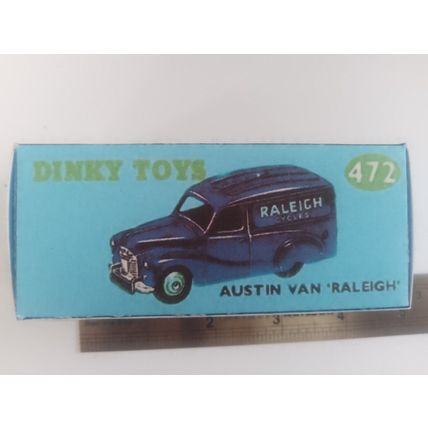 DINKY TOYS
472
RALEIGH
CYCLES
AUSTIN VAN 'RALEIGH'
2 3 4